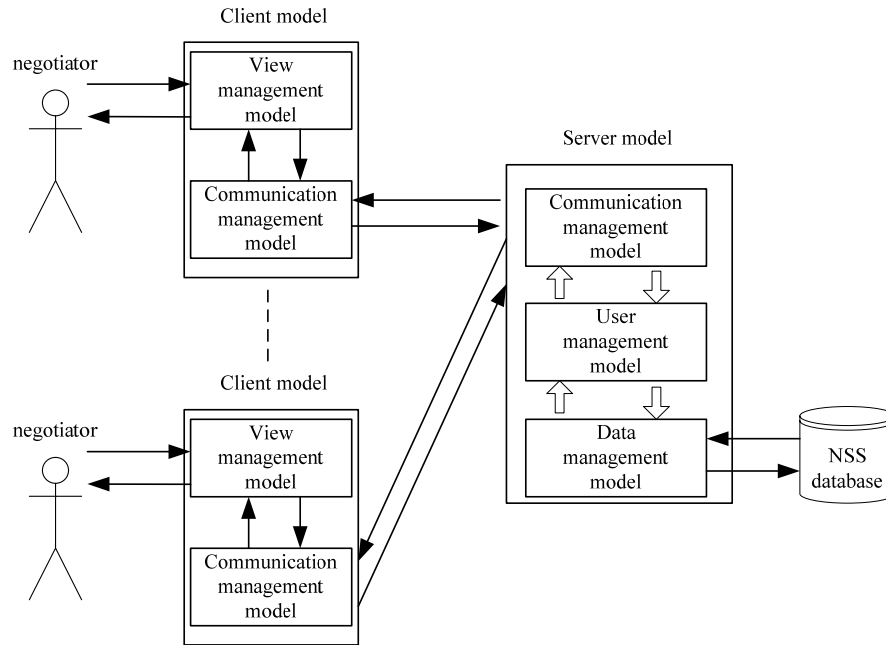 Client model
negotiator
View
management
model
Communication
management
model
Server model
Communication
management
model
User
management
model
Data
management
model
NSS
database
Client model
negotiator
View
management
model
Communication
management
model